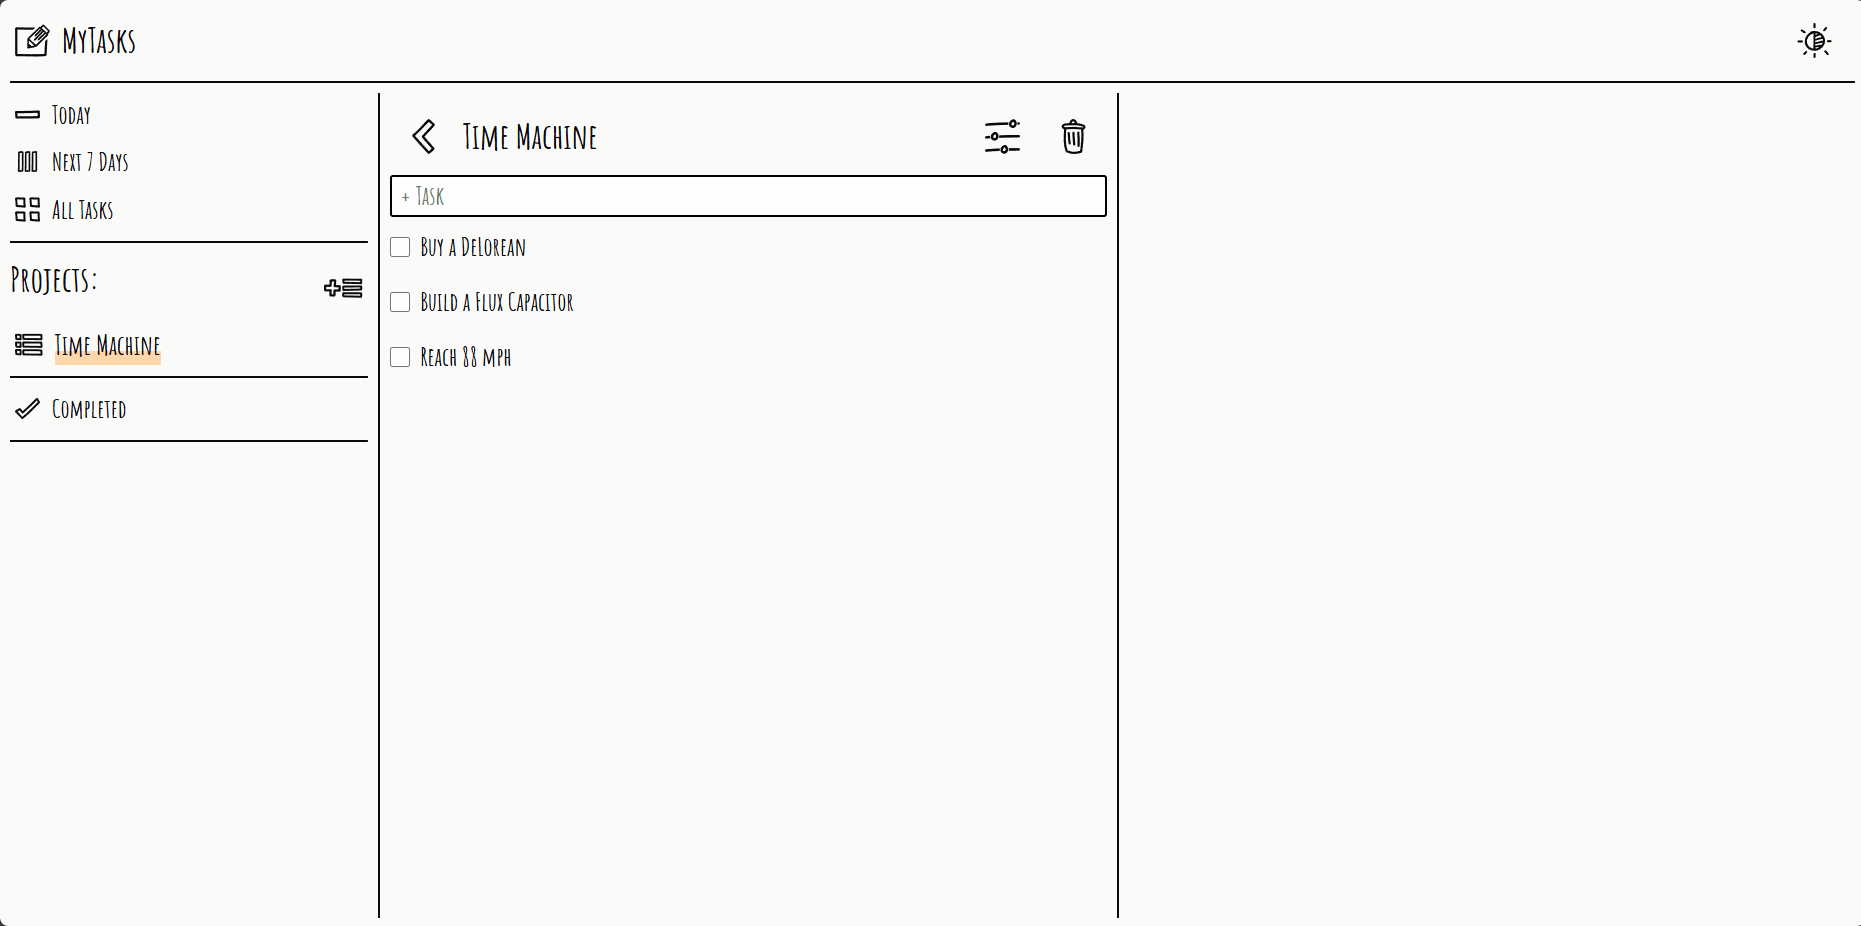 MyTasks
Today
Next 7 Days
All Tasks
Projects:
Time Machine
Completed
Time Machine
+ Task
Buy a DeLorean
Build a Flux Capacitor
Reach 88 mph